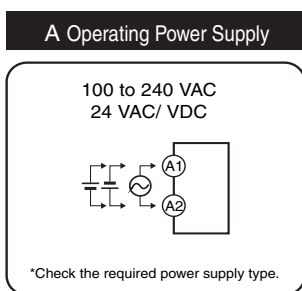 A Operating Power Supply
100 to 240 VAC
24 VAC/ VDC
A1
A2
*Check the required power supply type.